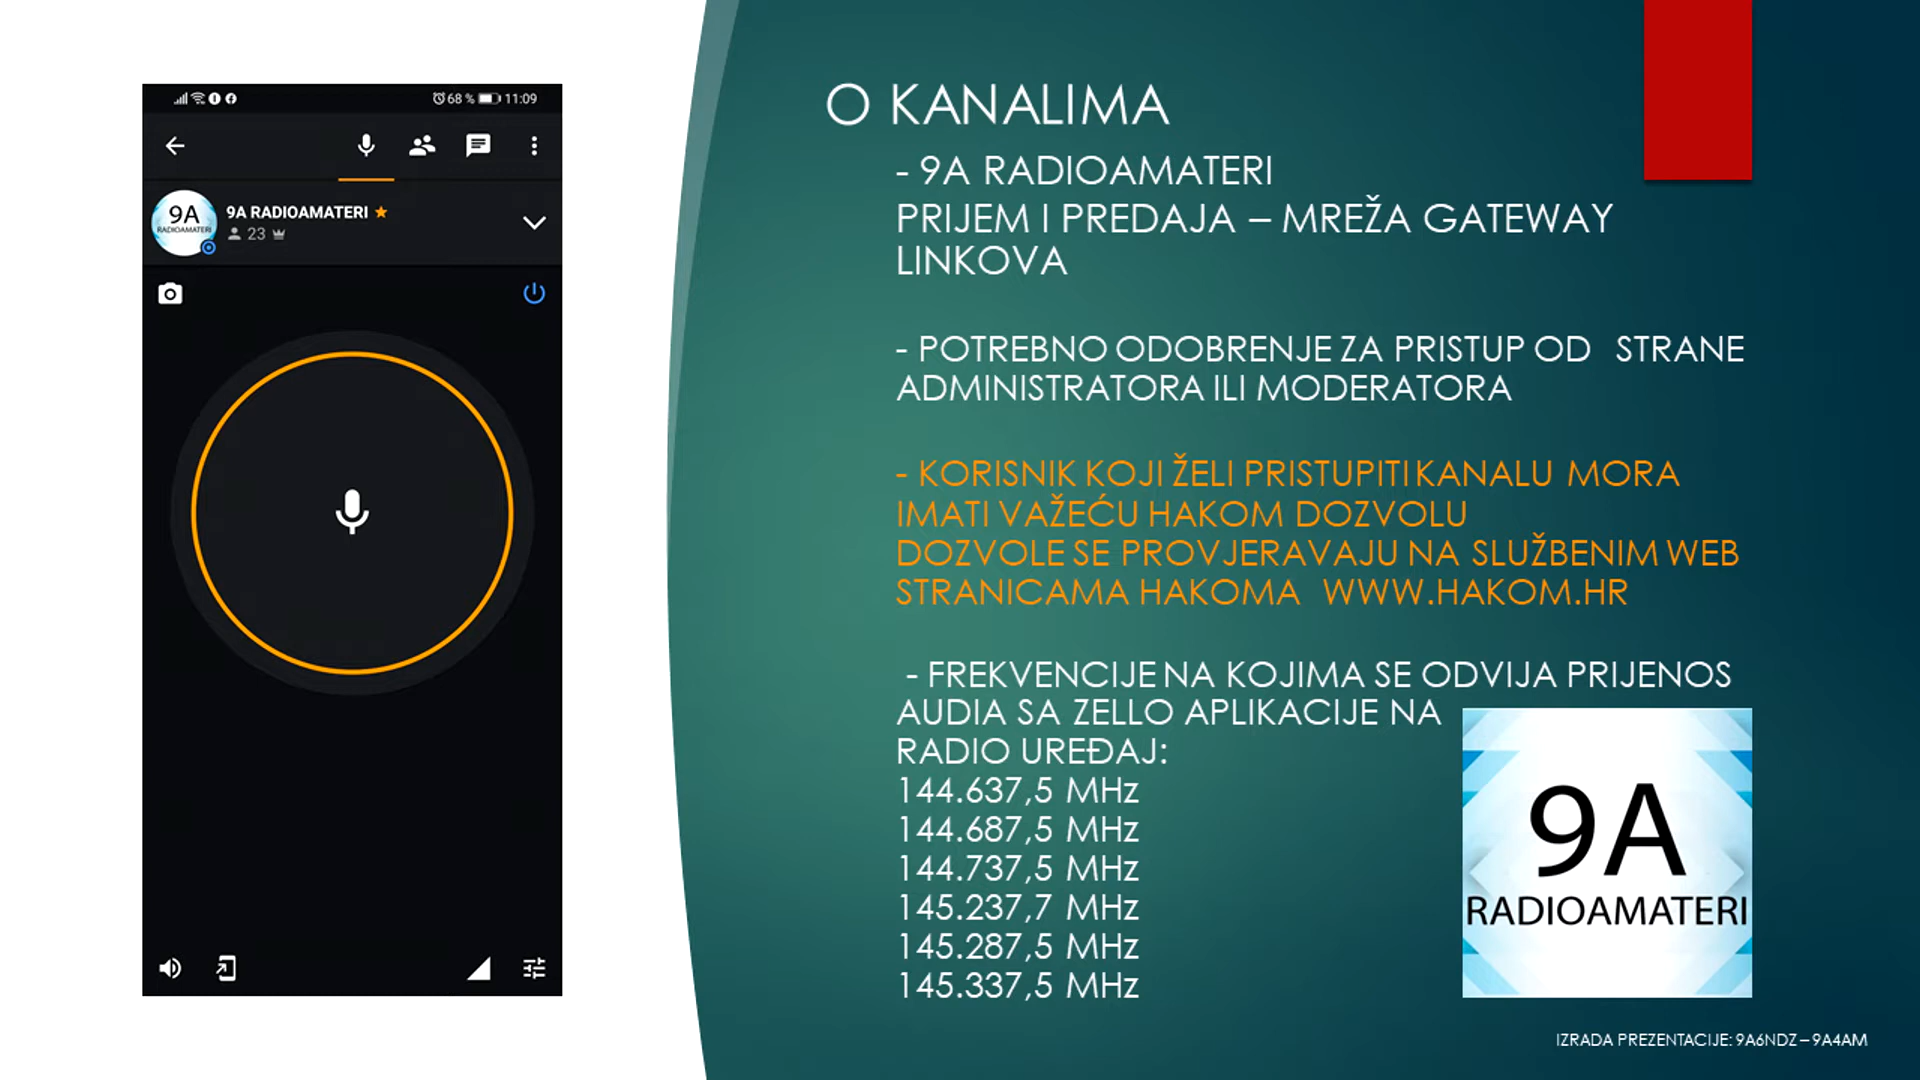 68 % 11:09
9A RADIOAMATERI
23
9A
RADIOAMATERI
O KANALIMA
- 9A RADIOAMATERI
PRIJEM I PREDAJA – MREŽA GATEWAY
LINKOVA
- POTREBNO ODOBRENJE ZA PRISTUP OD STRANE
ADMINISTRATORA ILI MODERATORA
- KORISNIK KOJI ŽELI PRISTUPITI KANALU MORA
IMATI VAŽEĆU HAKOM DOZVOLU
DOZVOLE SE PROVJERAVAJU NA SLUŽBENIM WEB
STRANICAMA HAKOMA WWW.HAKOM.HR
- FREKVENCIJE NA KOJIMA SE ODVIJA PRIJENOS
AUDIA SA ZELLO APLIKACIJE NA
RADIO UREĐAJ:
144.637,5 MHz
144.687,5 MHz
144.737,5 MHz
145.237,7 MHz
145.287,5 MHz
145.337,5 MHz
9A
RADIOAMATERI
IZRADA PREZENTACIJE: 9A6NDZ – 9A4AM